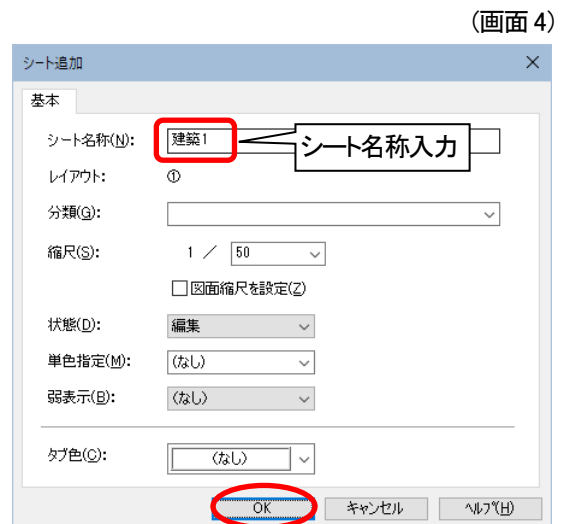 (画面 4)
シート追加 ×
基本
シート名称(N): 建築1
シート名称入力
レイアウト: ①
分類(G):
縮尺(S): 1 ／ 50
図面縮尺を設定(Z)
状態(D): 編集
単色指定(M): (なし)
弱表示(B): (なし)
タブ色(C): (なし)
OK キャンセル ヘルプ(H)